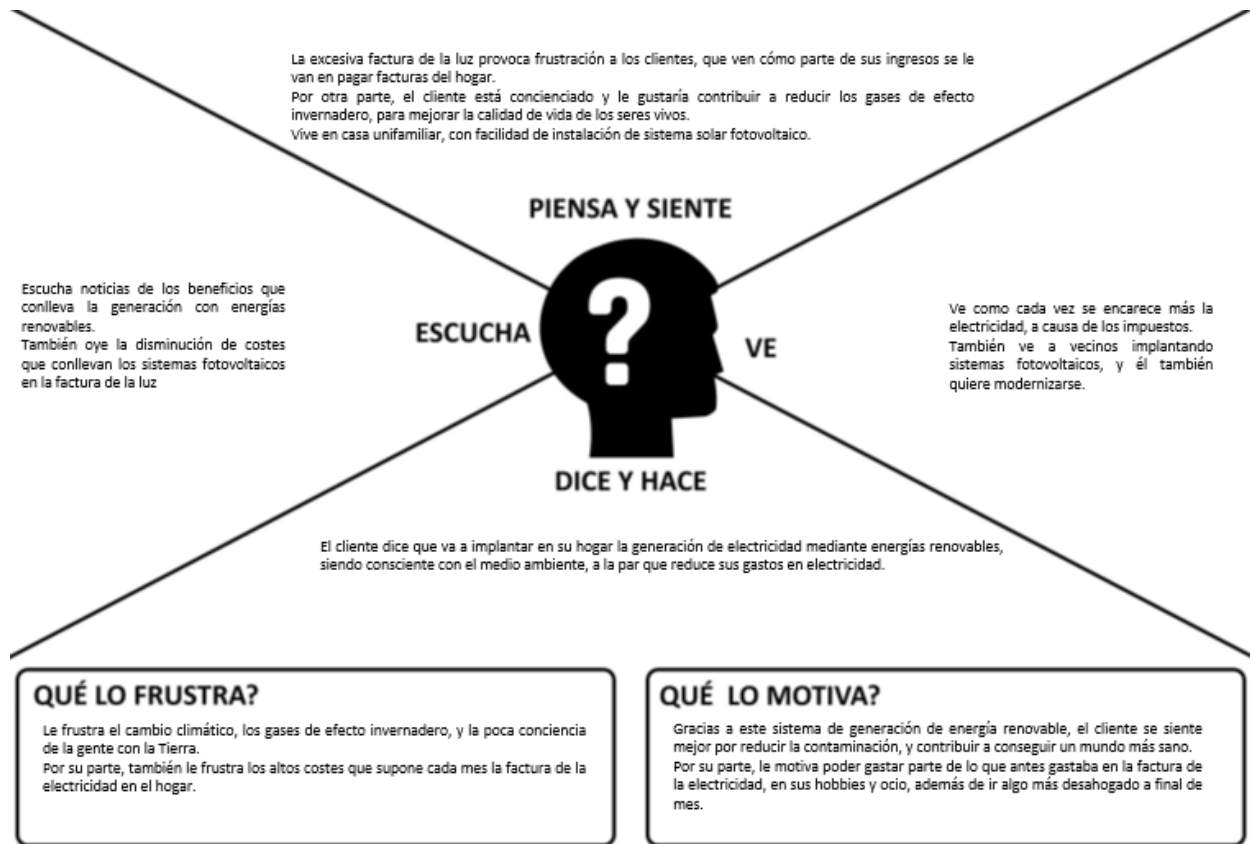 La excesiva factura de la luz provoca frustración a los clientes, que ven cómo parte de sus ingresos se le
van en pagar facturas del hogar.
Por otra parte, el cliente está concienciado y le gustaría contribuir a reducir los gases de efecto
invernadero, para mejorar la calidad de vida de los seres vivos.
Vive en casa unifamiliar, con facilidad de instalación de sistema solar fotovoltaico.
PIENSA Y SIENTE
Escucha noticias de los beneficios que
conlleva la generación con energías
renovables.
También oye la disminución de costes
que conllevan los sistemas fotovoltaicos
en la factura de la luz
ESCUCHA
?
VE
Ve como cada vez se encarece más la
electricidad, a causa de los impuestos.
También ve a vecinos implantando
sistemas fotovoltaicos, y él también
quiere modernizarse.
DICE Y HACE
El cliente dice que va a implantar en su hogar la generación de electricidad mediante energías renovables,
siendo consciente con el medio ambiente, a la par que reduce sus gastos en electricidad.
QUÉ LO FRUSTRA?
Le frustra el cambio climático, los gases de efecto invernadero, y la poca conciencia
de la gente con la Tierra.
Por su parte, también le frustra los altos costes que supone cada mes la factura de la
electricidad en el hogar.
QUÉ LO MOTIVA?
Gracias a este sistema de generación de energía renovable, el cliente se siente
mejor por reducir la contaminación, y contribuir a conseguir un mundo más sano.
Por su parte, le motiva poder gastar parte de lo que antes gastaba en la factura de
la electricidad, en sus hobbies y ocio, además de ir algo más desahogado a final de
mes.